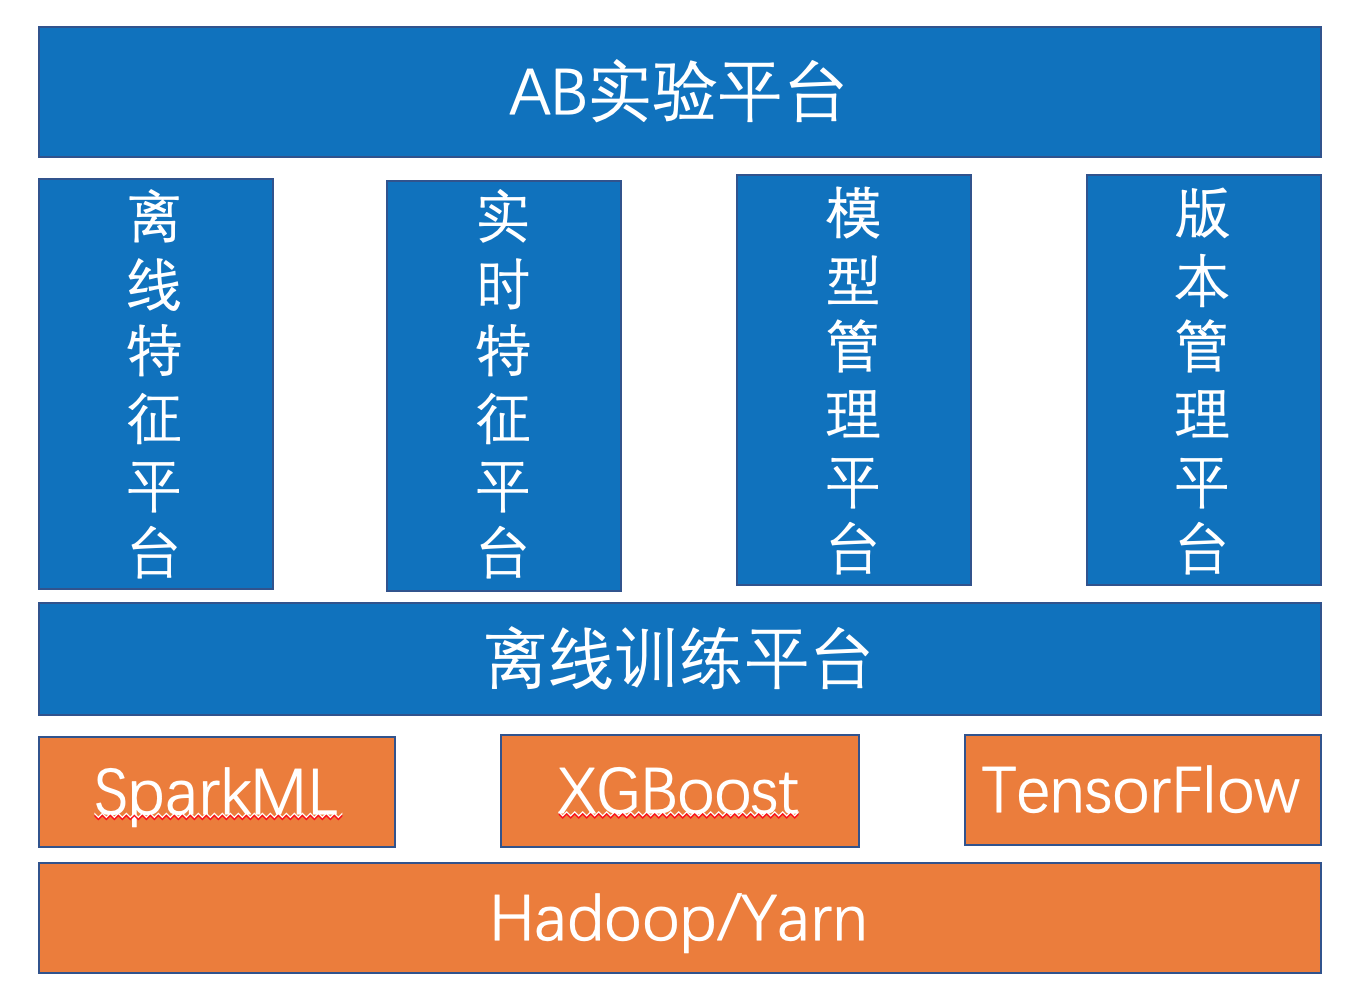 AB实验平台
离线特征平台
实时特征平台
模型管理平台
版本管理平台
离线训练平台
SparkML
XGBoost
TensorFlow
Hadoop/Yarn